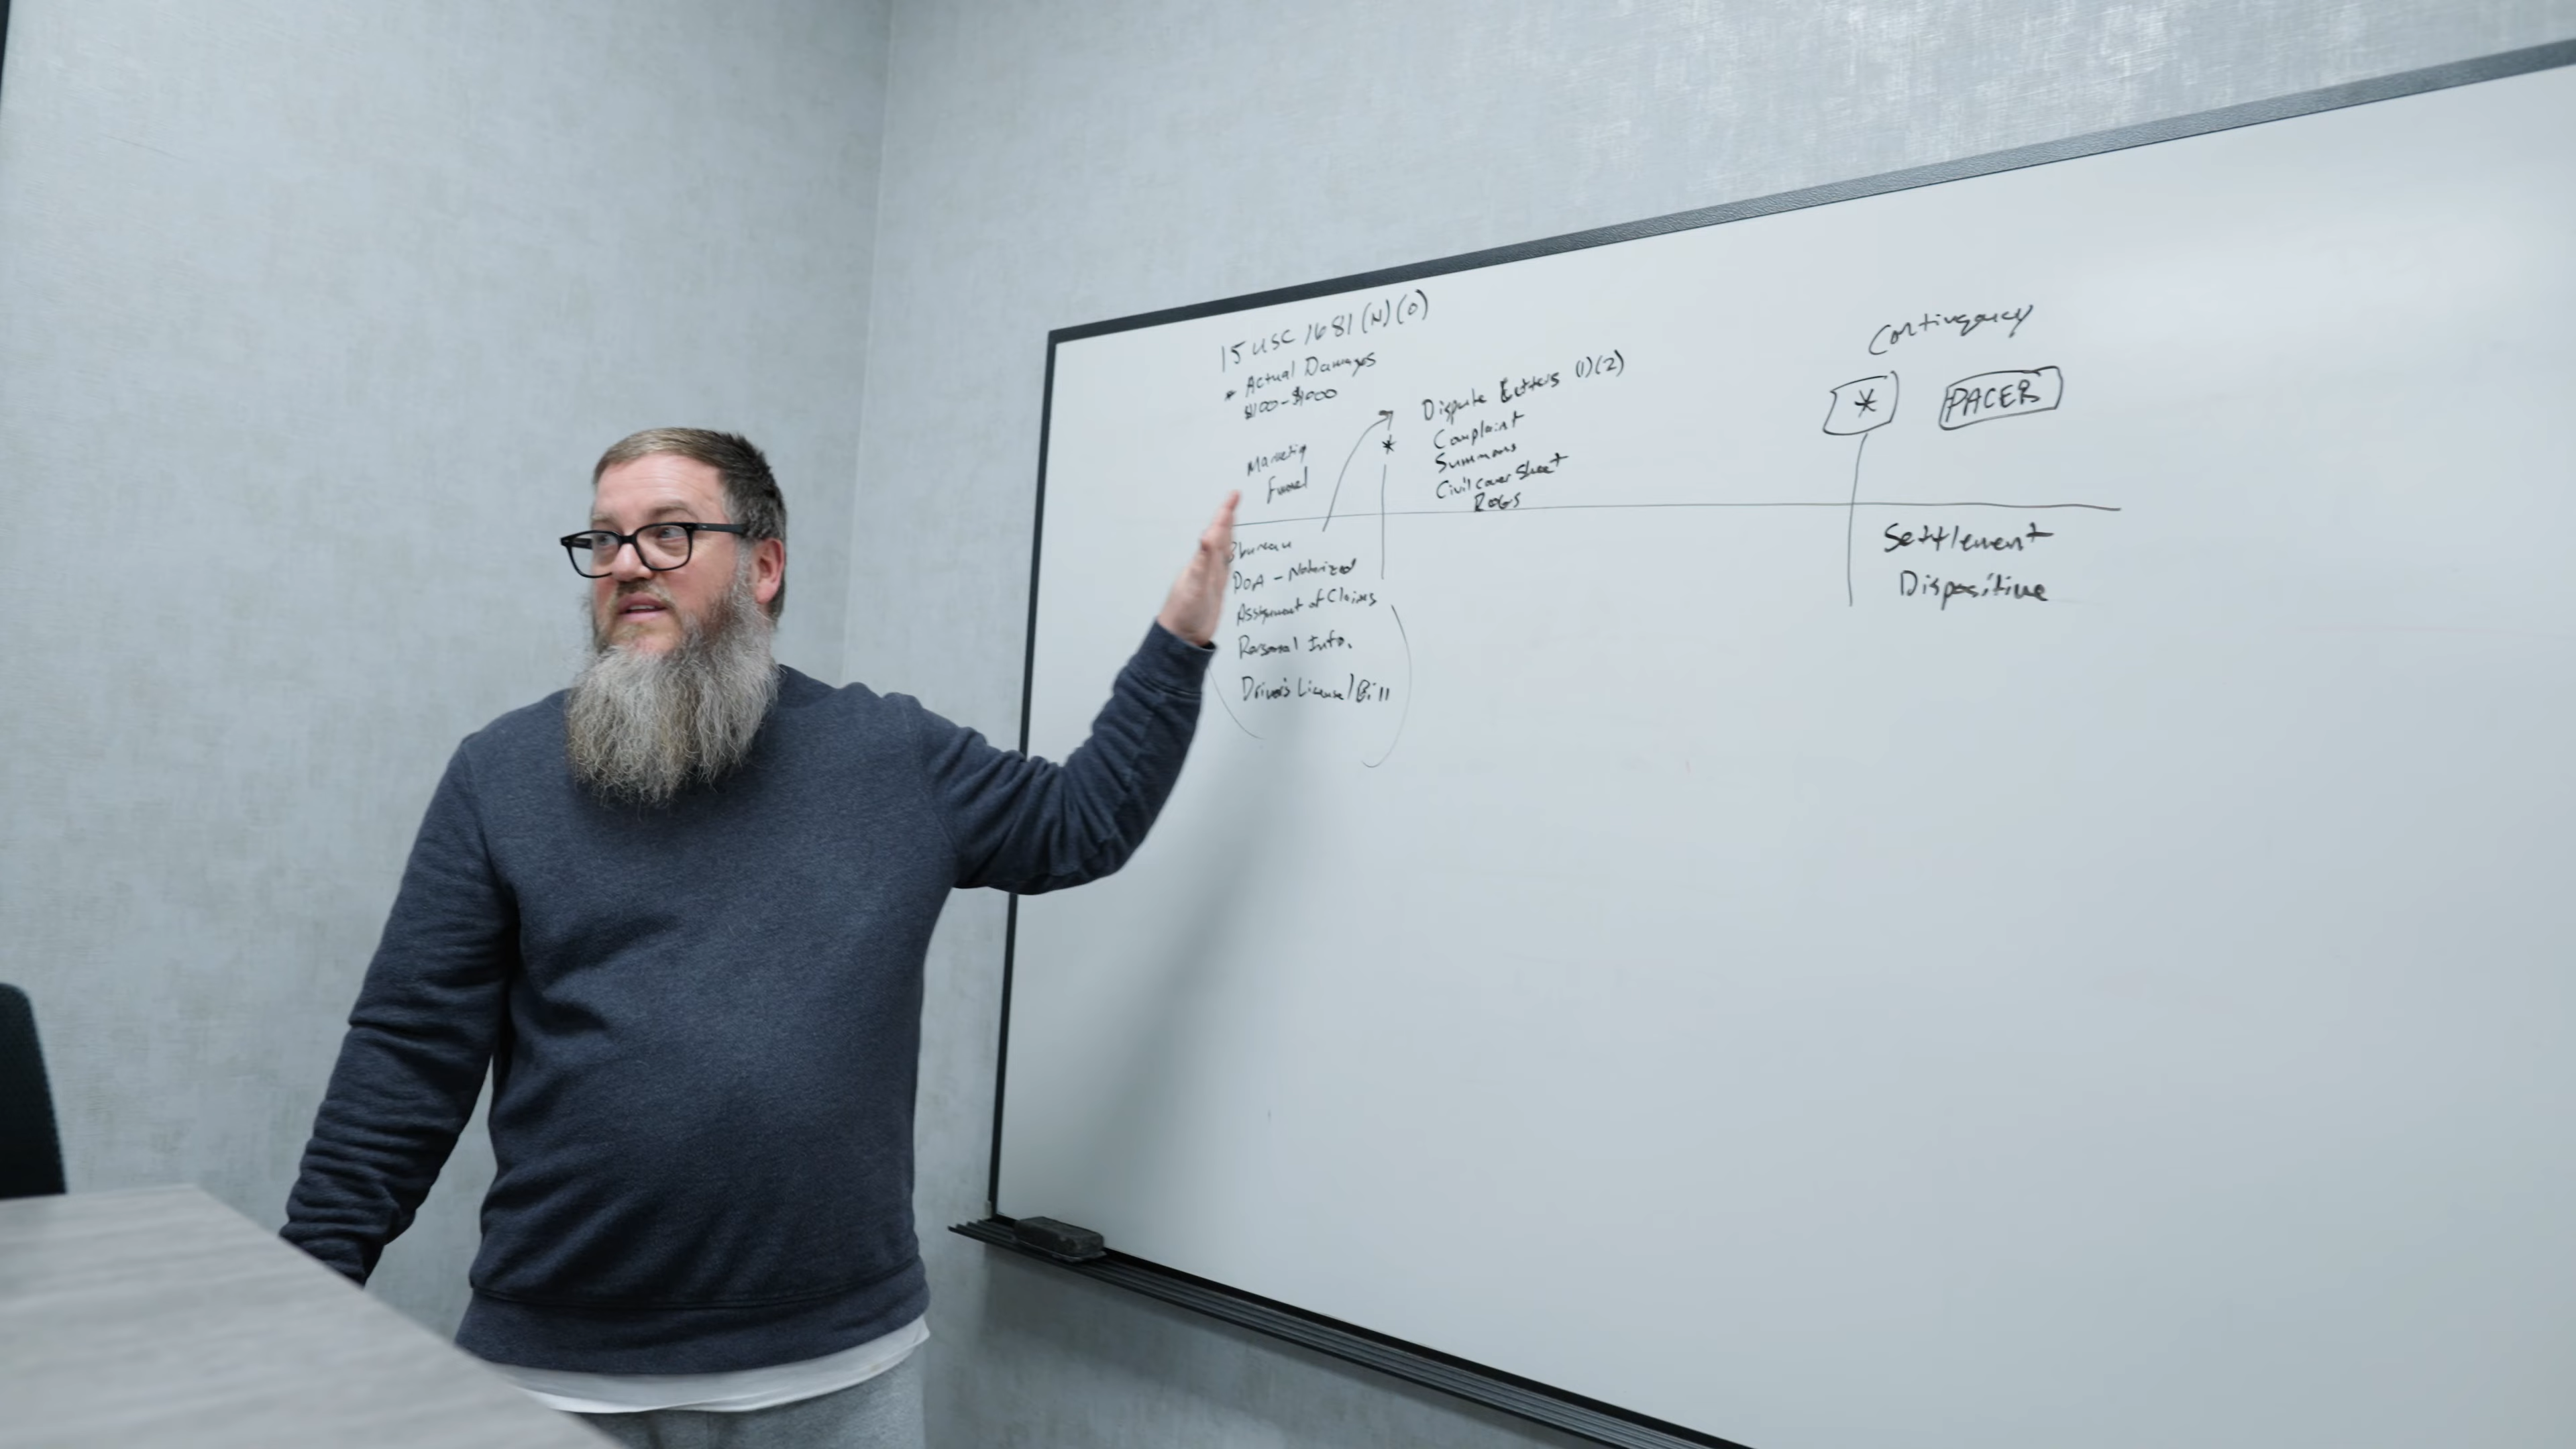 15 USC 1681 (N)(O)
* Actual Damages
$100-$1000
Marketing
Funnel
*
Dispute Letters (1)(2)
Complaint
Summons
Civil cover Sheet
ROGS
Contingency
*
PACER
bureau
POA - Notarized
Assignment of Claims
Personal Info.
Driver's License/Bill
Settlement
Dispositive